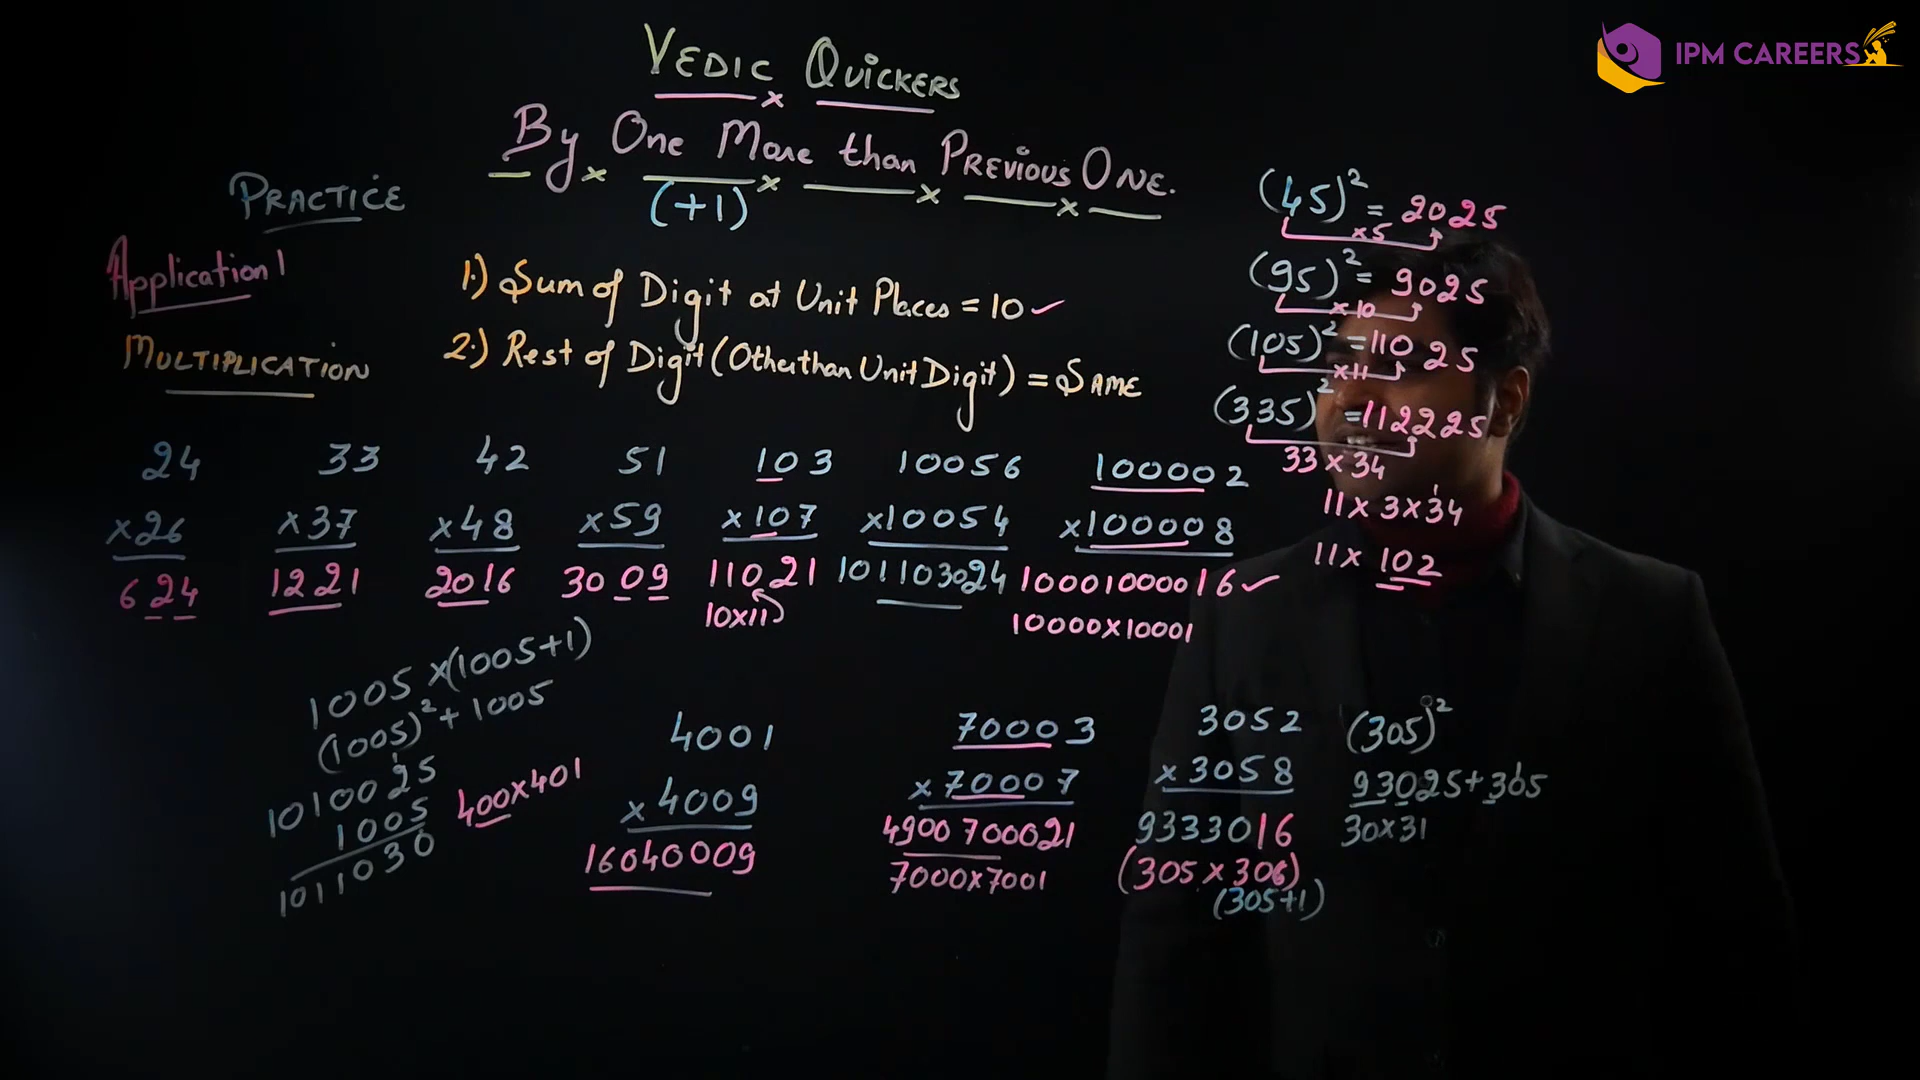 IPM CAREERS
VEDIC QUICKERS
By One More than PREVIOUS ONE.
(+1)
PRACTICE
Application 1
MULTIPLICATION
1.) Sum of Digit at Unit Places = 10 ✓
2.) Rest of Digit (Other than Unit Digit) = SAME
(45)² = 2025
×5
(95)² = 9025
×10
(105)² = 11025
×11
(335)² = 112225
33 × 34
11 × 3 × 34
11 × 102
24
×26
624
33
×37
1221
42
×48
2016
51
×59
3009
103
×107
11021
10×11
10056
×10054
101103024
100002
×100008
10001000016 ✓
10000×10001
1005 ×(1005+1)
(1005)² + 1005
1010025
1005
1011030
400×401
4001
×4009
16040009
70003
×70007
4900700021
7000×7001
3052
×3058
9333016
(305 × 306)
(305+1)
(305)²
93025+305
30×31